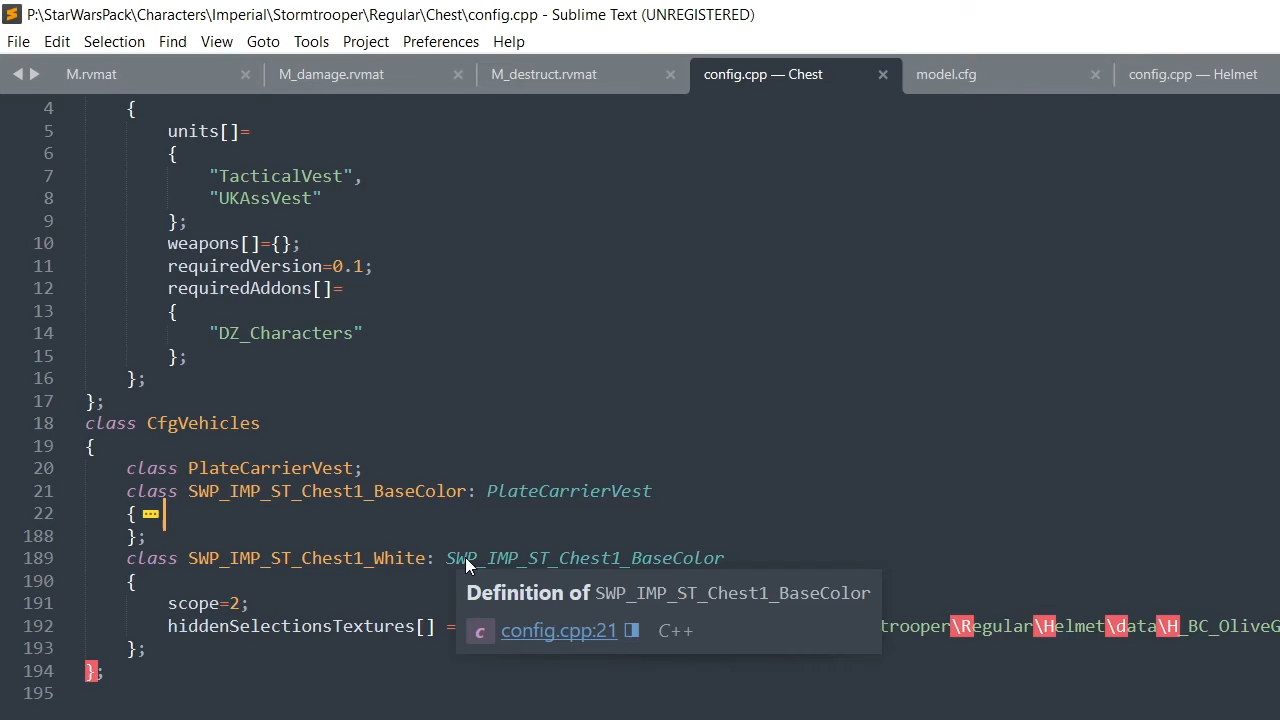 P:\StarWarsPack\Characters\Imperial\Stormtrooper\Regular\Chest\config.cpp - Sublime Text (UNREGISTERED)
File Edit Selection Find View Goto Tools Project Preferences Help
M.rvmat × M_damage.rvmat × M_destruct.rvmat × config.cpp — Chest × model.cfg × config.cpp — Helmet
4 {
5 units[]=
6 {
7 "TacticalVest",
8 "UKAssVest"
9 };
10 weapons[]={};
11 requiredVersion=0.1;
12 requiredAddons[]=
13 {
14 "DZ_Characters"
15 };
16 };
17 };
18 class CfgVehicles
19 {
20 class PlateCarrierVest;
21 class SWP_IMP_ST_Chest1_BaseColor: PlateCarrierVest
22 {
188 };
189 class SWP_IMP_ST_Chest1_White: SWP_IMP_ST_Chest1_BaseColor
190 {
Definition of SWP_IMP_ST_Chest1_BaseColor
191 scope=2;
c config.cpp:21 C++
192 hiddenSelectionsTextures[] = trooper\Regular\Helmet\data\H_BC_OliveG
193 };
194 };
195